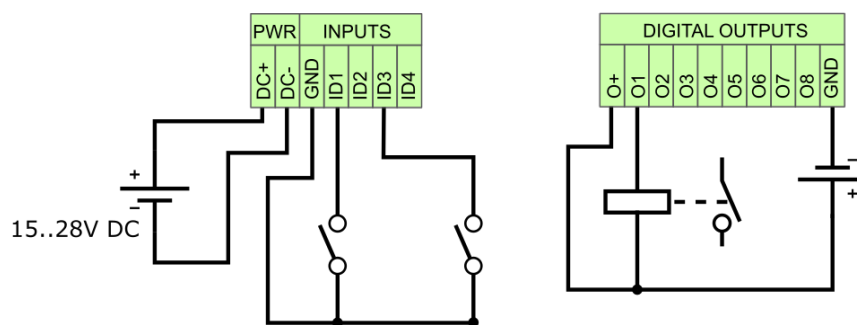 PWR INPUTS
DC+ DC- GND ID1 ID2 ID3 ID4
+
−
15..28V DC
DIGITAL OUTPUTS
O+ O1 O2 O3 O4 O5 O6 O7 O8 GND
−
+